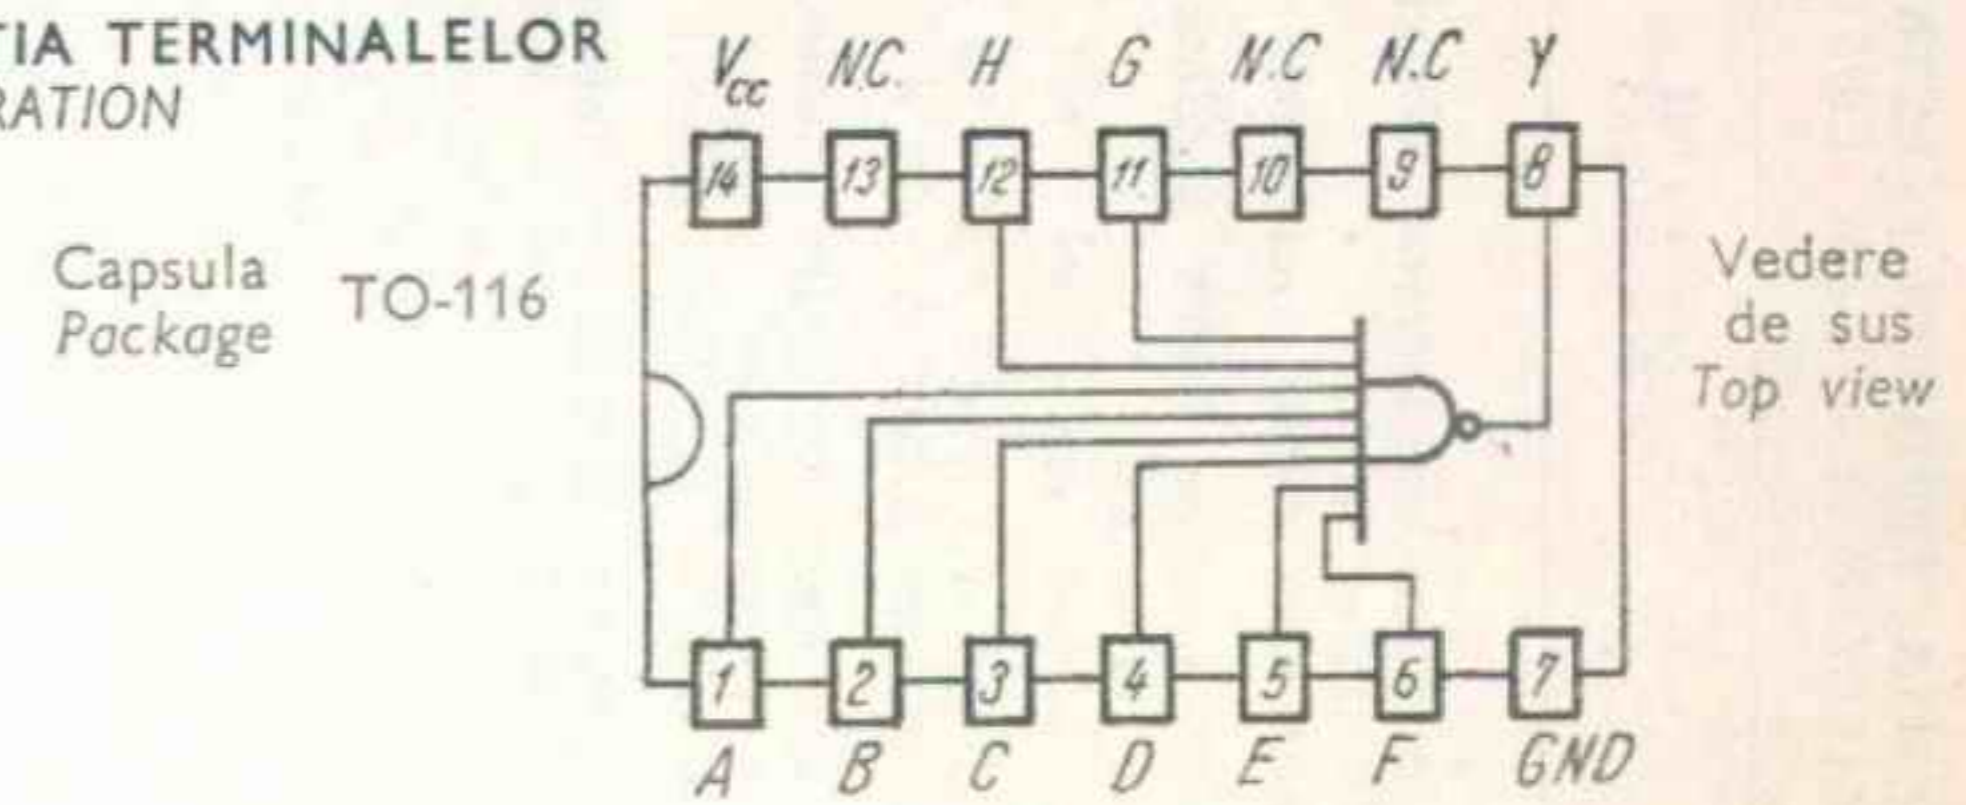 TIA TERMINALELOR
RATION
Capsula
Package
TO-116
Vcc N.C. H G N.C N.C Y
14 13 12 11 10 9 8
Vedere
de sus
Top view
1 2 3 4 5 6 7
A B C D E F GND